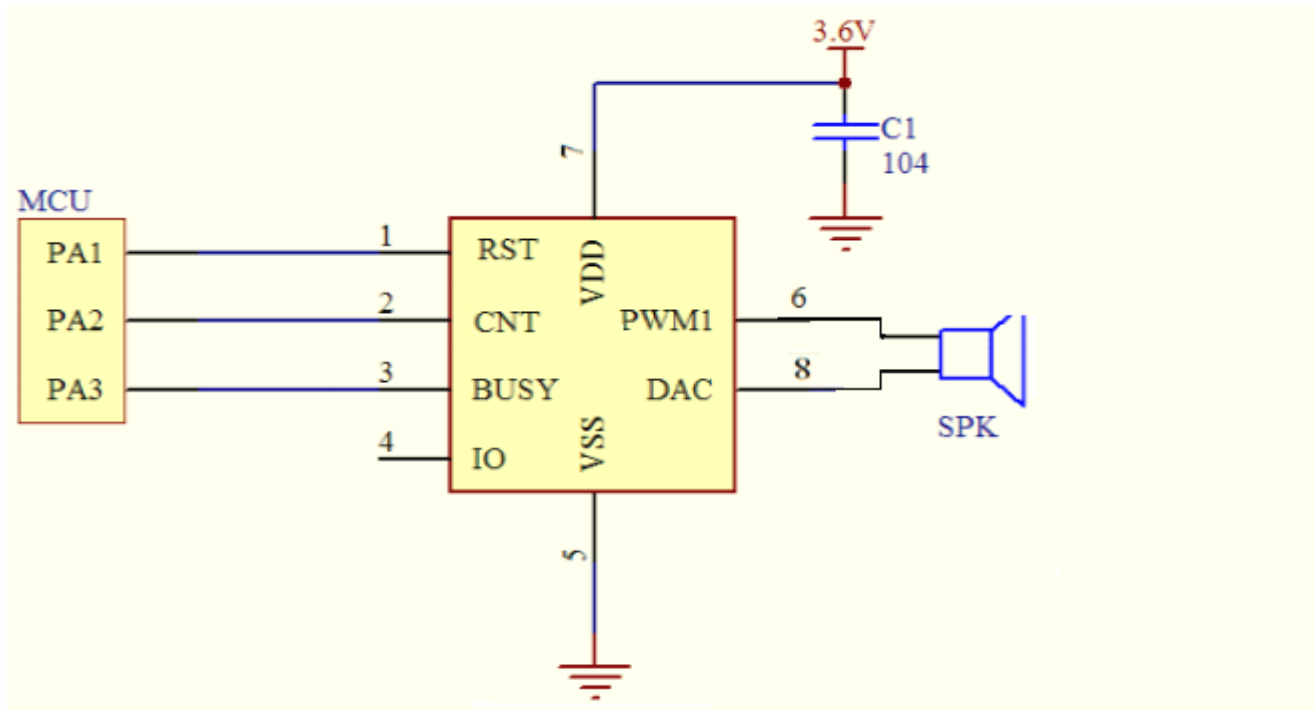 3.6V
C1
104
7
MCU
PA1
1
RST
VDD
PA2
2
CNT
PWM1
6
PA3
3
BUSY
DAC
8
SPK
4
IO
VSS
5